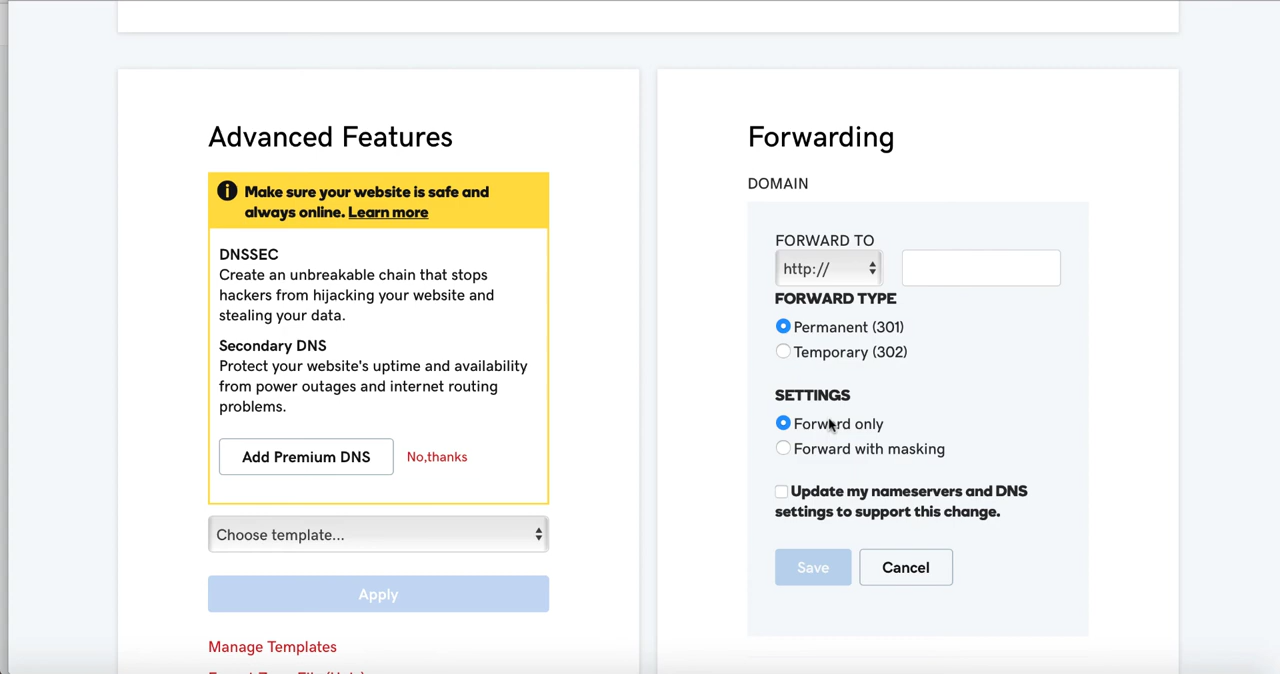 Advanced Features
Make sure your website is safe and
always online. Learn more
DNSSEC
Create an unbreakable chain that stops
hackers from hijacking your website and
stealing your data.
Secondary DNS
Protect your website's uptime and availability
from power outages and internet routing
problems.
Add Premium DNS
No,thanks
Choose template...
Apply
Manage Templates
Forwarding
DOMAIN
FORWARD TO
http://
FORWARD TYPE
Permanent (301)
Temporary (302)
SETTINGS
Forward only
Forward with masking
Update my nameservers and DNS
settings to support this change.
Save
Cancel